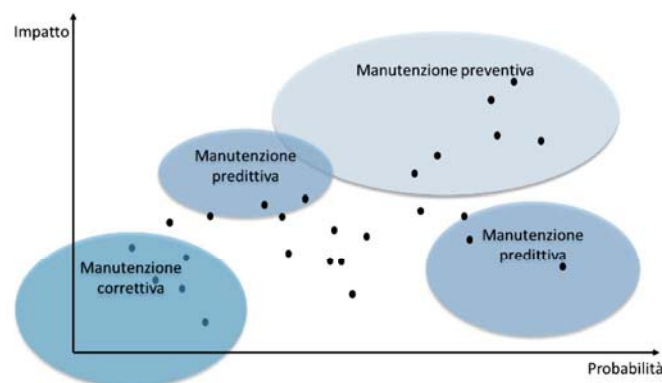 Impatto
Manutenzione preventiva
Manutenzione
predittiva
Manutenzione
predittiva
Manutenzione
correttiva
Probabilità